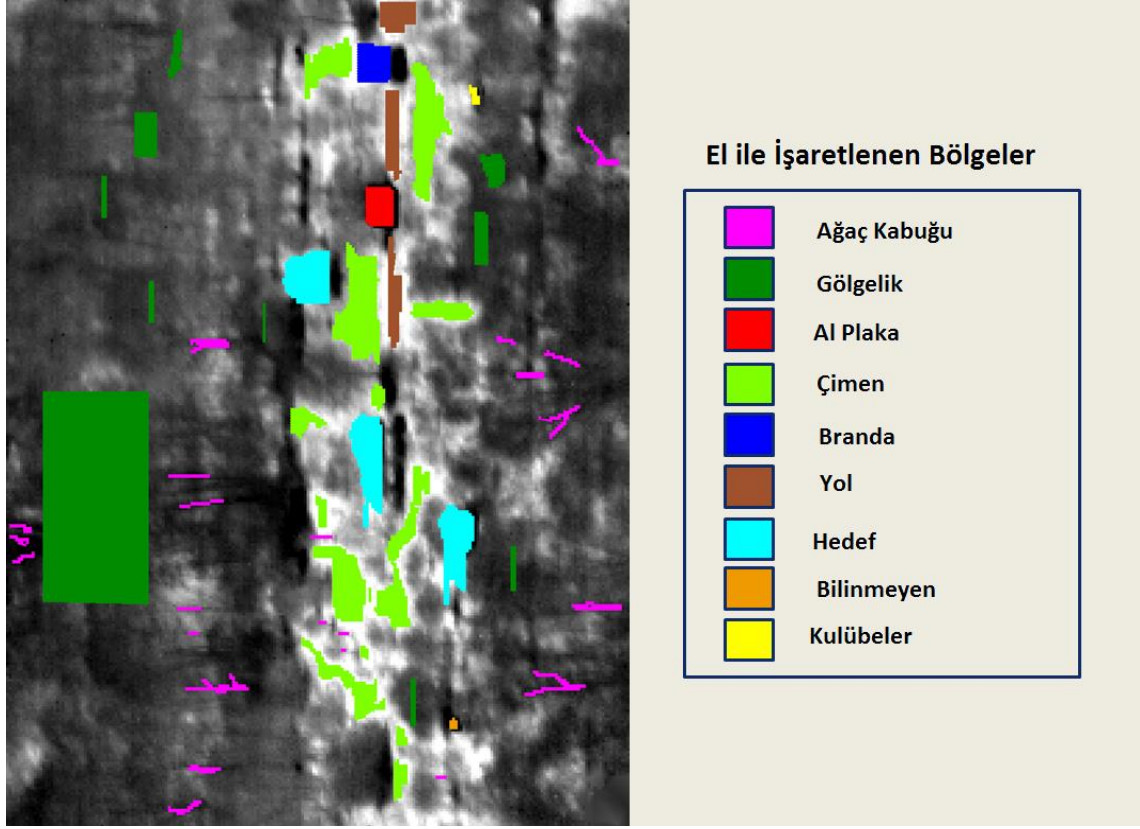 El ile İşaretlenen Bölgeler
Ağaç Kabuğu
Gölgelik
Al Plaka
Çimen
Branda
Yol
Hedef
Bilinmeyen
Kulübeler